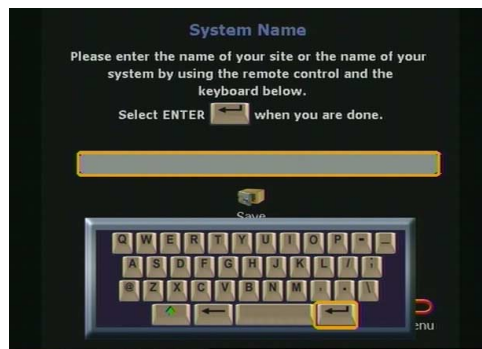 System Name
Please enter the name of your site or the name of your
system by using the remote control and the
keyboard below.
Select ENTER when you are done.
Save
Q W E R T Y U I O P - _
A S D F G H J K L / ;
@ Z X C V B N M , . \
enu